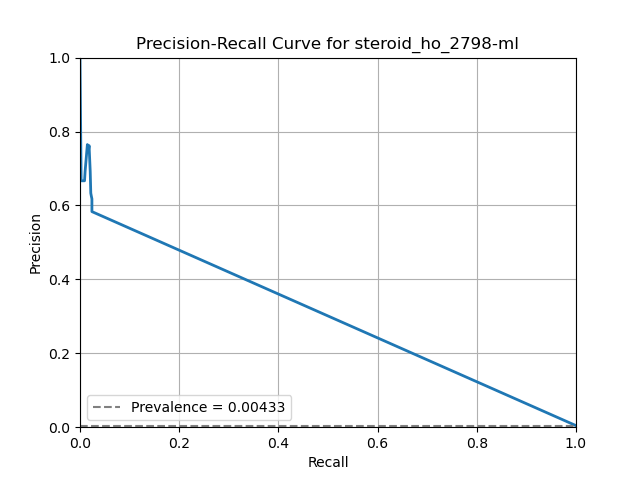 Precision-Recall Curve for steroid_ho_2798-ml
1.0
0.8
0.6
0.4
0.2
0.0
Precision
Prevalence = 0.00433
0.0 0.2 0.4 0.6 0.8 1.0
Recall